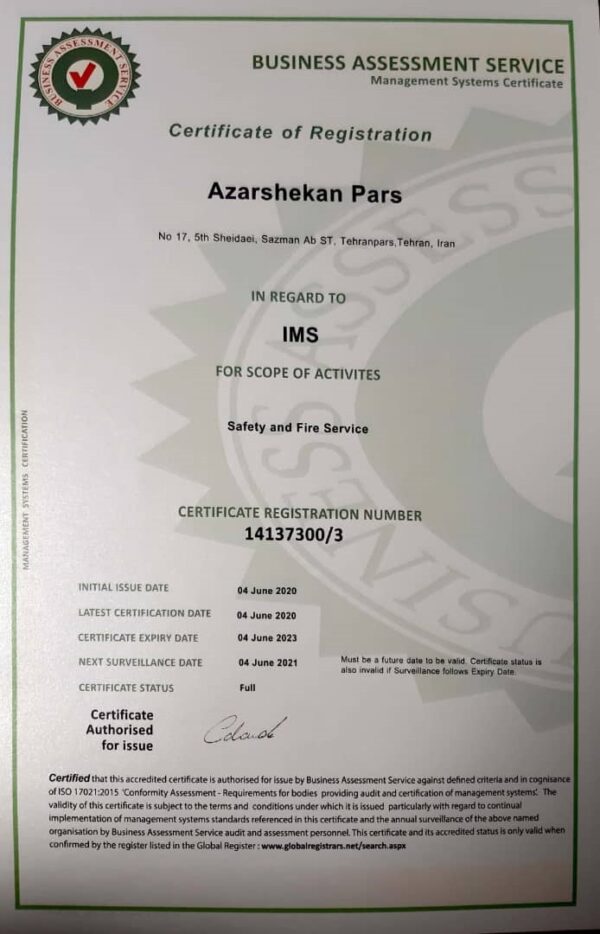 BUSINESS ASSESSMENT SERVICE
BUSINESS ASSESSMENT SERVICE
Management Systems Certificate
Certificate of Registration
Azarshekan Pars
No 17, 5th Sheidaei, Sazman Ab ST, Tehranpars,Tehran, Iran
IN REGARD TO
IMS
FOR SCOPE OF ACTIVITES
Safety and Fire Service
MANAGEMENT SYSTEMS CERTIFICATION
CERTIFICATE REGISTRATION NUMBER
14137300/3
INITIAL ISSUE DATE 04 June 2020
LATEST CERTIFICATION DATE 04 June 2020
CERTIFICATE EXPIRY DATE 04 June 2023
NEXT SURVEILLANCE DATE 04 June 2021
Must be a future date to be valid. Certificate status is
also invalid if Surveillance follows Expiry Date.
CERTIFICATE STATUS Full
Certificate
Authorised
for issue
Certified that this accredited certificate is authorised for issue by Business Assessment Service against defined criteria and in cognisance
of ISO 17021:2015 'Conformity Assessment - Requirements for bodies providing audit and certification of management systems'. The
validity of this certificate is subject to the terms and conditions under which it is issued particularly with regard to continual
implementation of management systems standards referenced in this certificate and the annual surveillance of the above named
organisation by Business Assessment Service audit and assessment personnel. This certificate and its accredited status is only valid when
confirmed by the register listed in the Global Register : www.globalregistrars.net/search.aspx